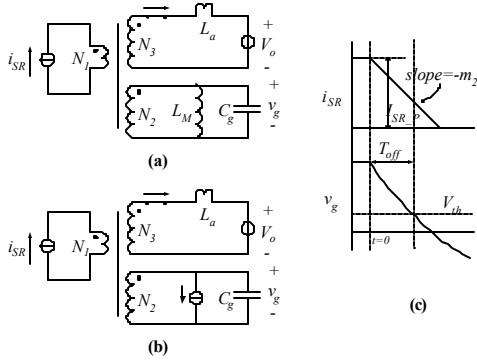 i_SR
N_1
N_3
L_a
+
V_o
-
N_2
L_M
C_g
+
v_g
-
(a)
i_SR
N_1
N_3
L_a
+
V_o
-
N_2
C_g
+
v_g
-
(b)
i_SR
slope=-m_2
I_SR_P
T_off
v_g
V_th
t=0
(c)